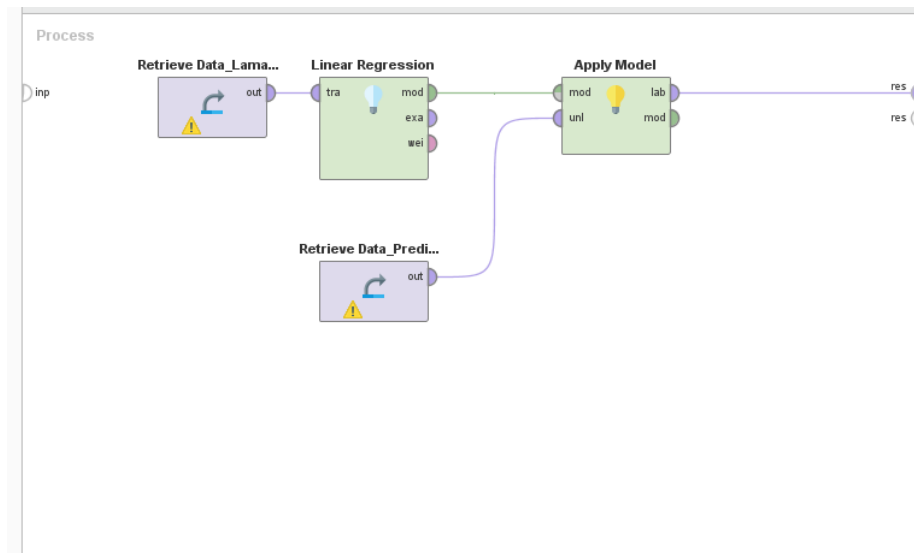 Process
Retrieve Data_Lama...
Linear Regression
Apply Model
inp
out
tra
mod
exa
wei
mod
unl
lab
mod
res
res
Retrieve Data_Predi...
out